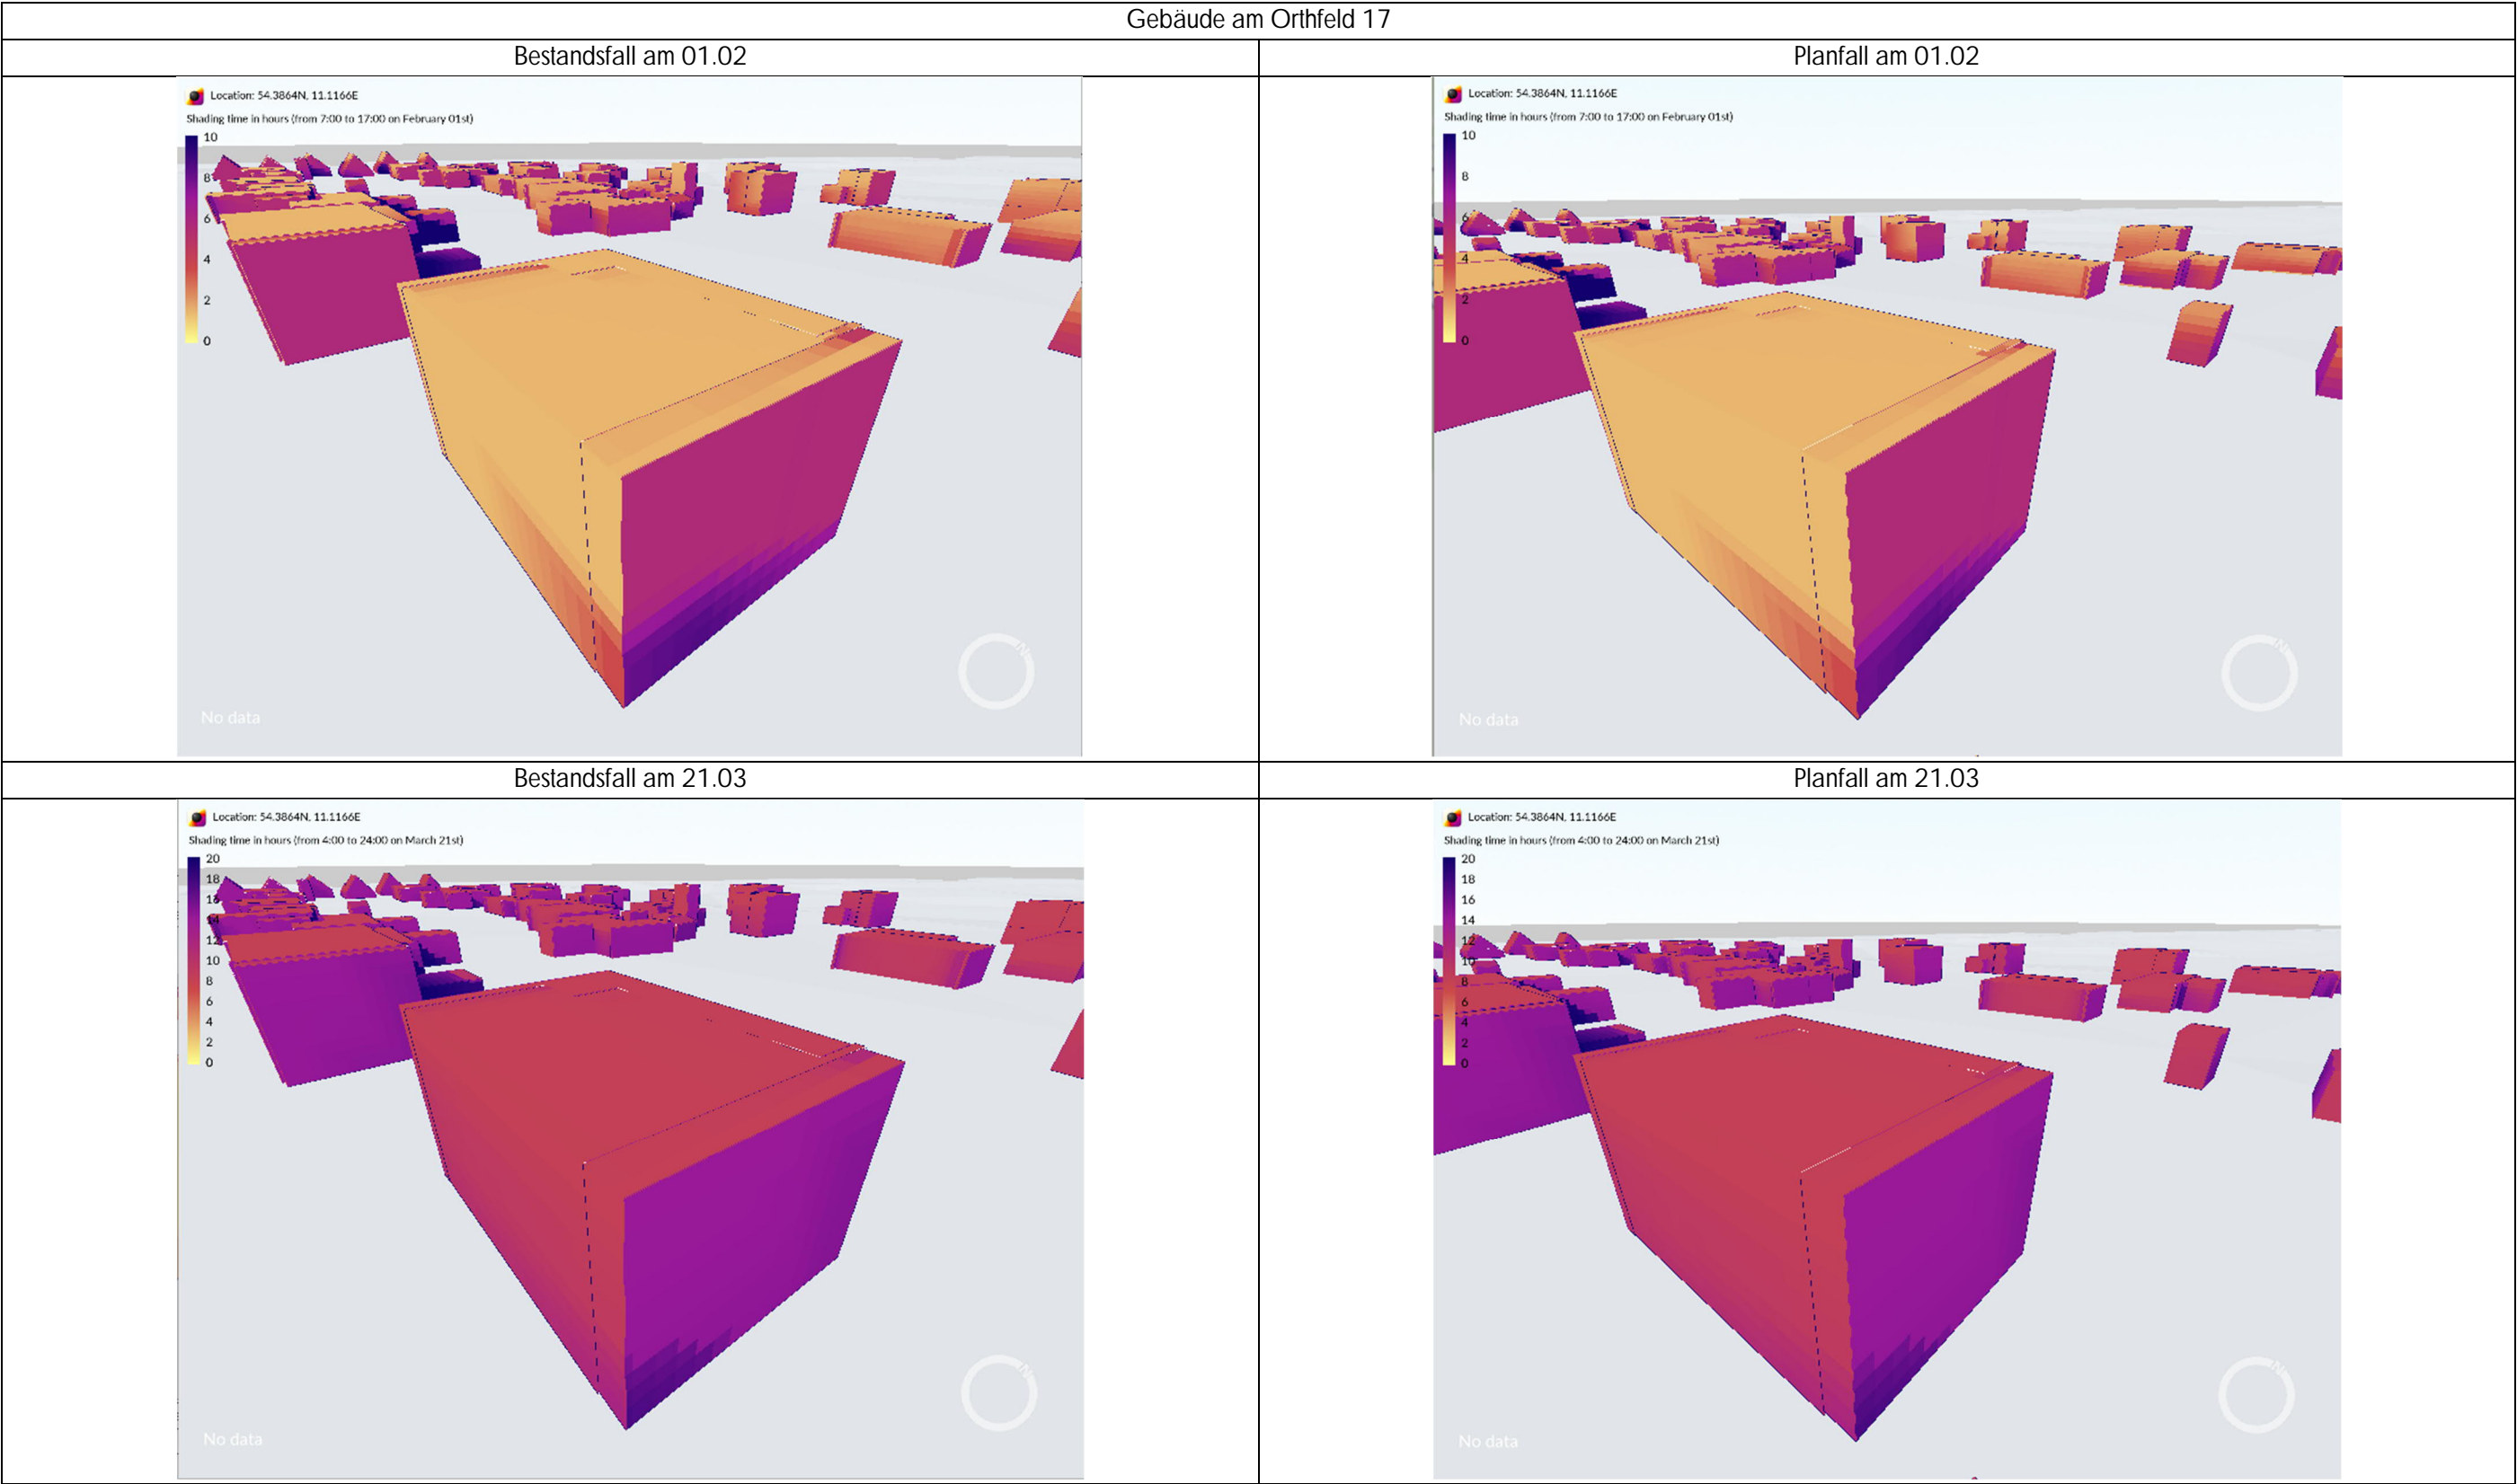 Gebäude am Orthfeld 17
Bestandsfall am 01.02
Planfall am 01.02
Location: 54.3864N, 11.1166E
Shading time in hours (from 7:00 to 17:00 on February 01st)
10
8
6
4
2
0
N
No data
Location: 54.3864N, 11.1166E
Shading time in hours (from 7:00 to 17:00 on February 01st)
10
8
6
4
2
0
N
No data
Bestandsfall am 21.03
Planfall am 21.03
Location: 54.3864N, 11.1166E
Shading time in hours (from 4:00 to 24:00 on March 21st)
20
18
16
14
12
10
8
6
4
2
0
N
No data
Location: 54.3864N, 11.1166E
Shading time in hours (from 4:00 to 24:00 on March 21st)
20
18
16
14
12
10
8
6
4
2
0
N
No data